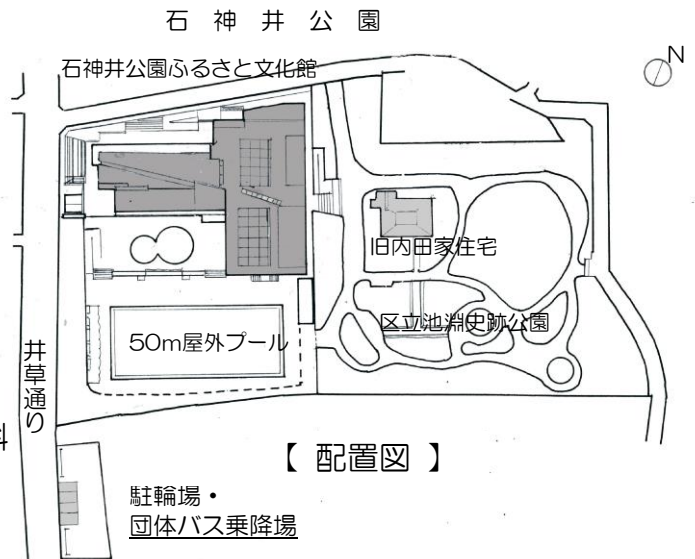 石神井公園
石神井公園ふるさと文化館
N
旧内田家住宅
区立池淵史跡公園
50m屋外プール
井草通り
料
【 配置図 】
駐輪場・
団体バス乗降場